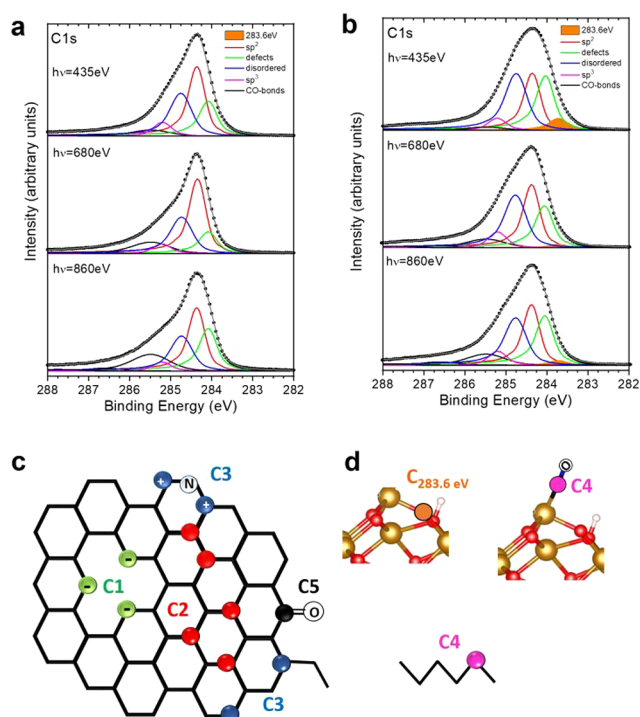 a
C1s
hν=435eV
283.6eV
sp²
defects
disordered
sp³
CO-bonds
hν=680eV
hν=860eV
Intensity (arbitrary units)
288 287 286 285 284 283 282
Binding Energy (eV)
b
C1s
hν=435eV
283.6eV
sp²
defects
disordered
sp³
CO-bonds
hν=680eV
hν=860eV
Intensity (arbitrary units)
288 287 286 285 284 283 282
Binding Energy (eV)
c
+ N C3
+
-
- C1
-
C2
C5
O
C3
d
C283.6 eV
O
C4
C4